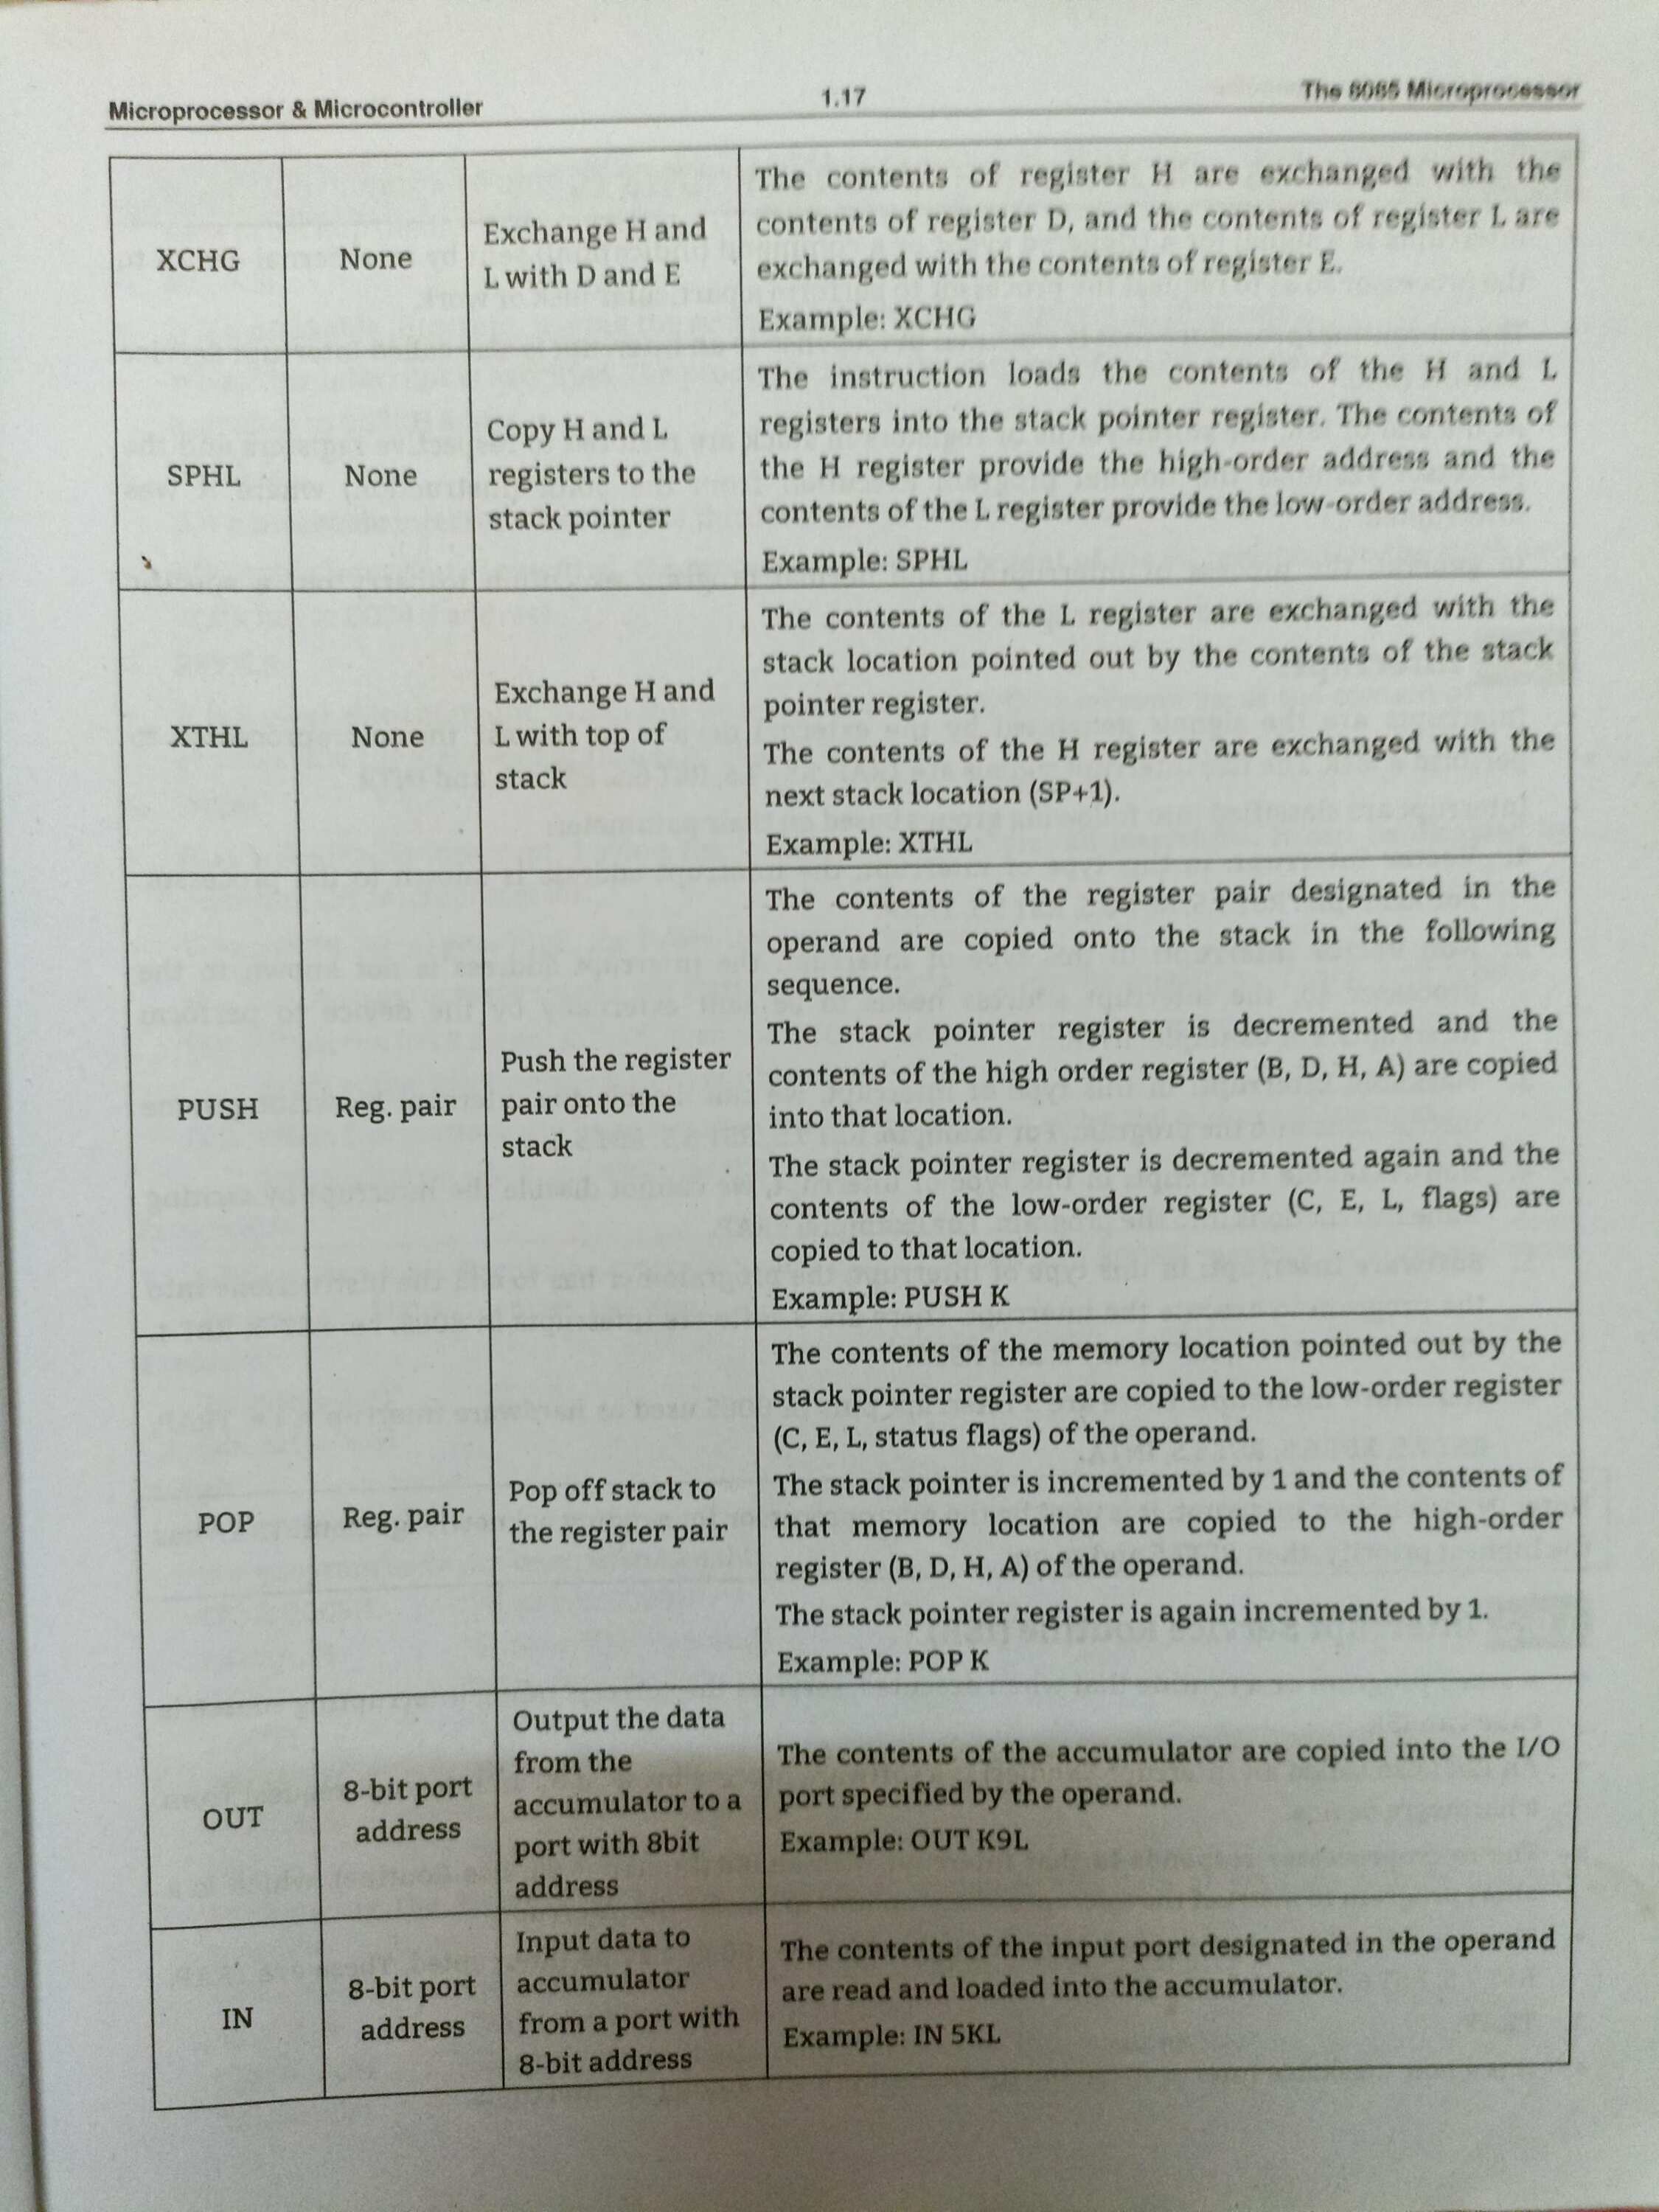 Microprocessor & Microcontroller
1.17
The 8085 Microprocessor
XCHG
None
Exchange H and
L with D and E
The contents of register H are exchanged with the
contents of register D, and the contents of register L are
exchanged with the contents of register E.
Example: XCHG
SPHL
None
Copy H and L
registers to the
stack pointer
The instruction loads the contents of the H and L
registers into the stack pointer register. The contents of
the H register provide the high-order address and the
contents of the L register provide the low-order address.
Example: SPHL
XTHL
None
Exchange H and
L with top of
stack
The contents of the L register are exchanged with the
stack location pointed out by the contents of the stack
pointer register.
The contents of the H register are exchanged with the
next stack location (SP+1).
Example: XTHL
PUSH
Reg. pair
Push the register
pair onto the
stack
The contents of the register pair designated in the
operand are copied onto the stack in the following
sequence.
The stack pointer register is decremented and the
contents of the high order register (B, D, H, A) are copied
into that location.
The stack pointer register is decremented again and the
contents of the low-order register (C, E, L, flags) are
copied to that location.
Example: PUSH K
POP
Reg. pair
Pop off stack to
the register pair
The contents of the memory location pointed out by the
stack pointer register are copied to the low-order register
(C, E, L, status flags) of the operand.
The stack pointer is incremented by 1 and the contents of
that memory location are copied to the high-order
register (B, D, H, A) of the operand.
The stack pointer register is again incremented by 1.
Example: POP K
OUT
8-bit port
address
Output the data
from the
accumulator to a
port with 8bit
address
The contents of the accumulator are copied into the I/O
port specified by the operand.
Example: OUT K9L
IN
8-bit port
address
Input data to
accumulator
from a port with
8-bit address
The contents of the input port designated in the operand
are read and loaded into the accumulator.
Example: IN 5KL